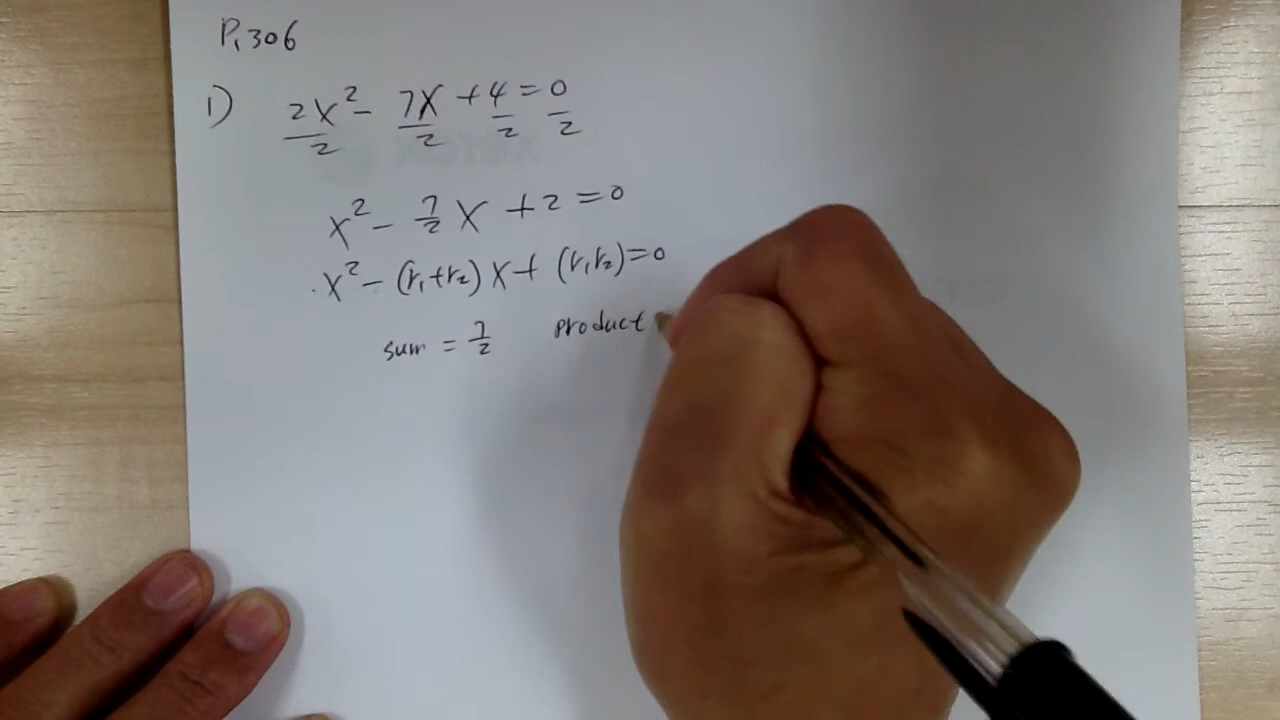 P. 306
1) 2x²/2 - 7x/2 + 4/2 = 0/2
x² - 7/2 x + 2 = 0
x² - (r₁+r₂) x + (r₁r₂) = 0
sum = 7/2 product